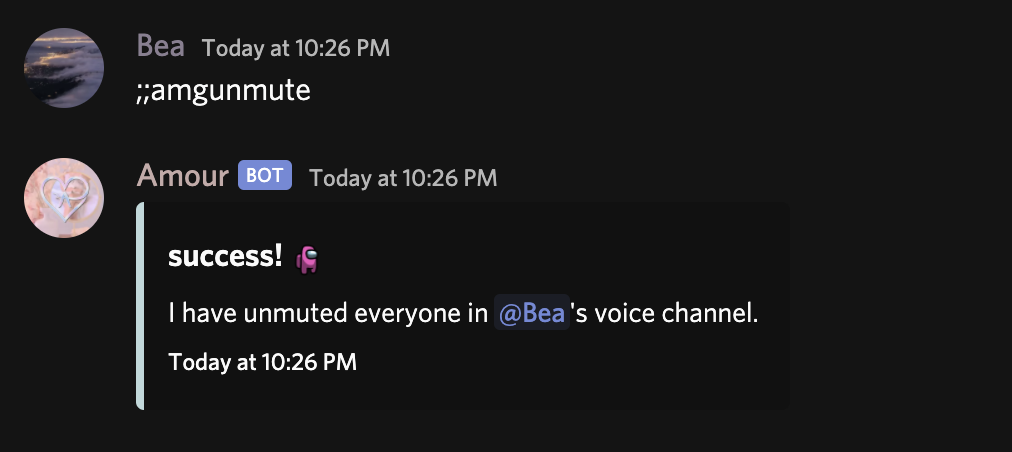 Bea Today at 10:26 PM
;;amgunmute
Amour BOT Today at 10:26 PM
success!
I have unmuted everyone in @Bea's voice channel.
Today at 10:26 PM